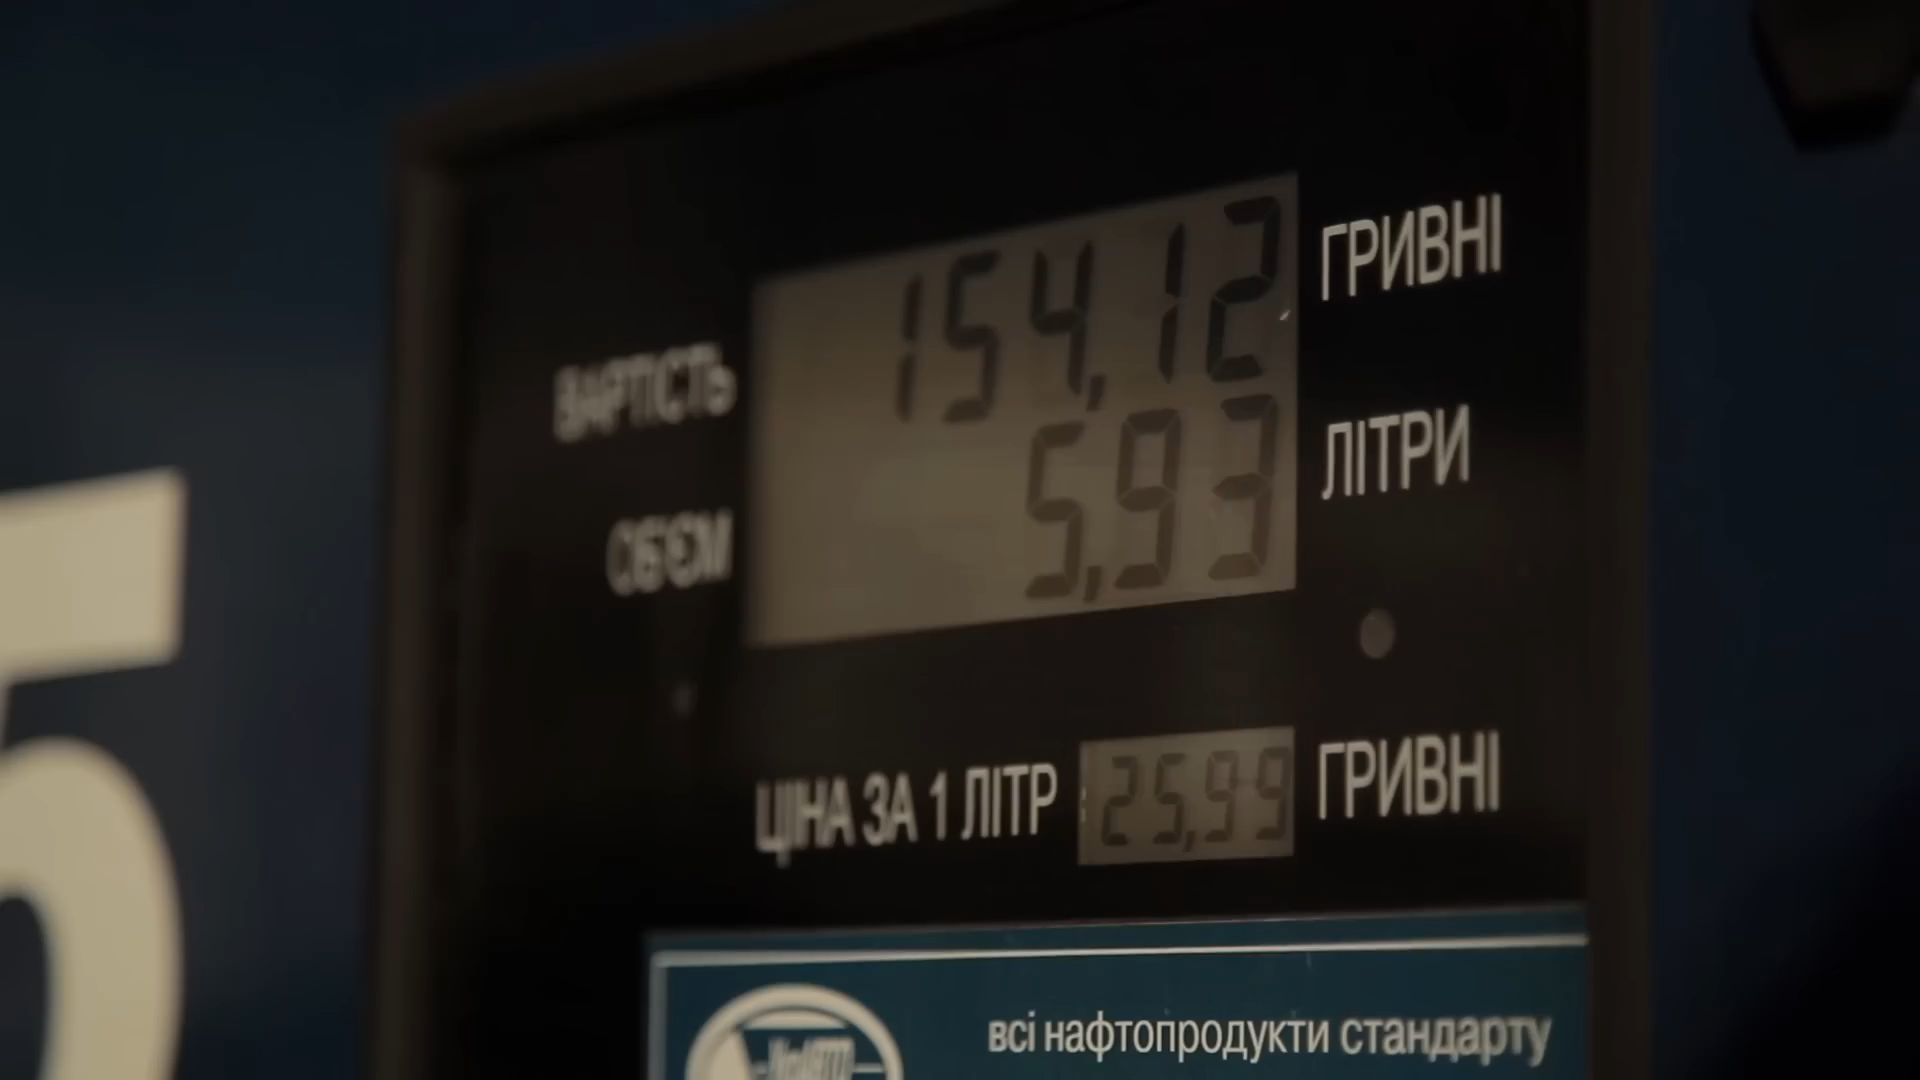 154,12 ГРИВНІ
ВАРТІСТЬ
5,93 ЛІТРИ
ОБ'ЄМ
ЦІНА ЗА 1 ЛІТР 25,99 ГРИВНІ
всі нафтопродукти стандарту
5